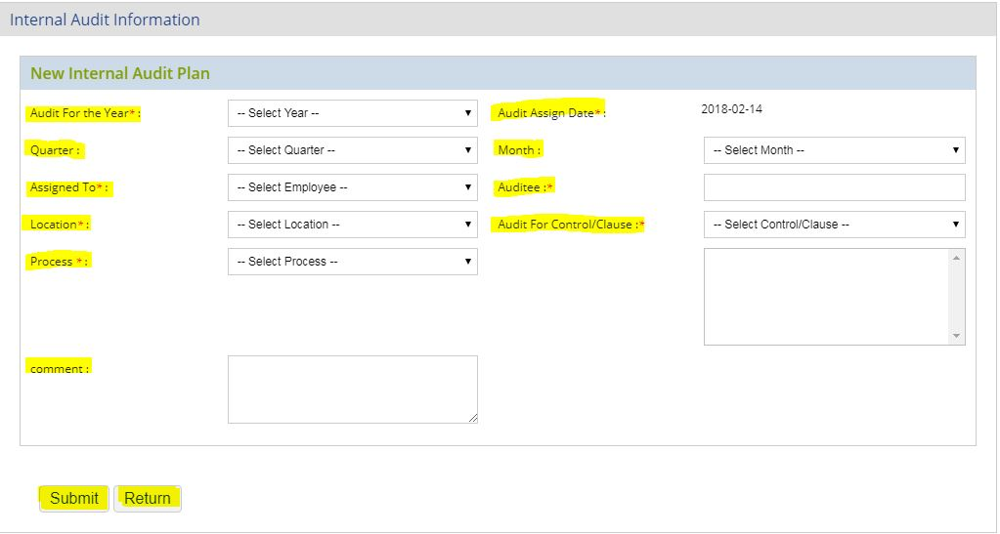 Internal Audit Information
New Internal Audit Plan
Audit For the Year* : -- Select Year -- Audit Assign Date* : 2018-02-14
Quarter : -- Select Quarter -- Month : -- Select Month --
Assigned To* : -- Select Employee -- Auditee :*
Location* : -- Select Location -- Audit For Control/Clause :* -- Select Control/Clause --
Process * : -- Select Process --
comment :
Submit Return